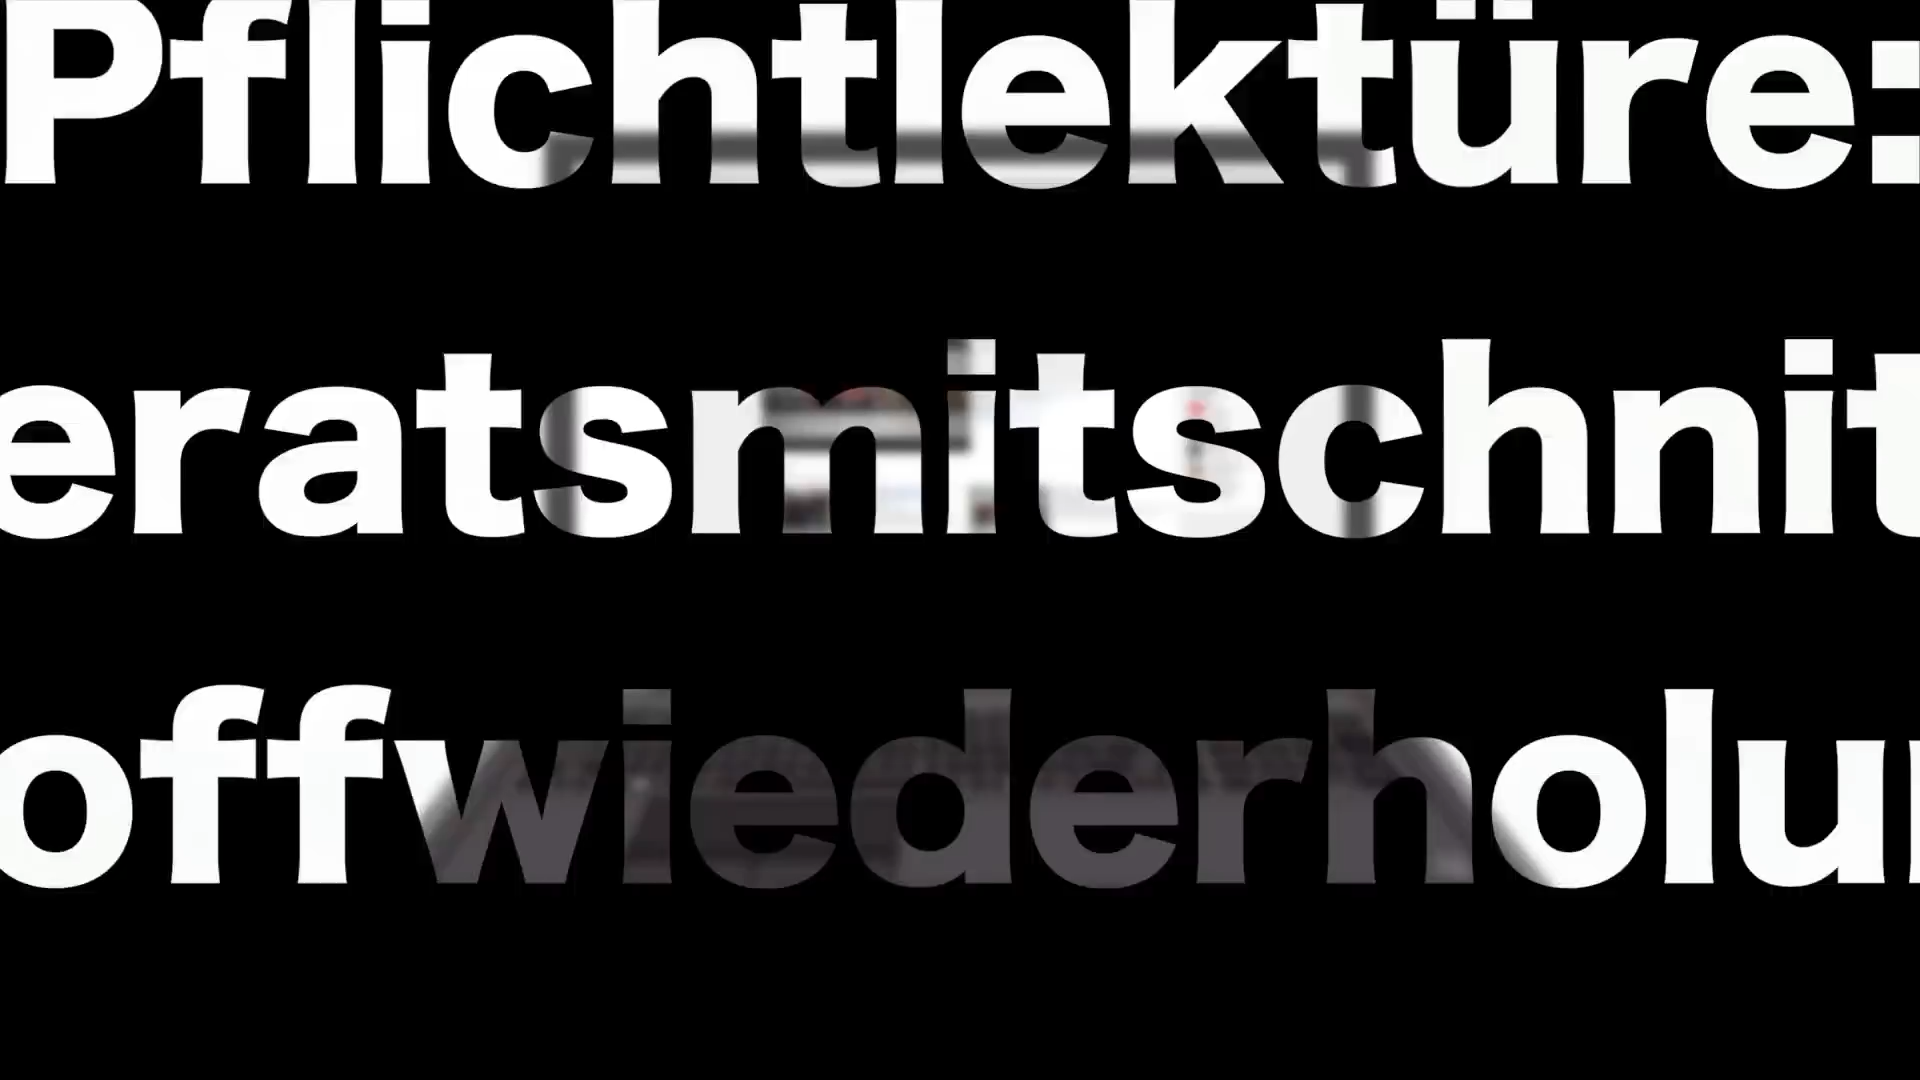 Pflichtlektüre:
eratsmitschnit
offwiederholu